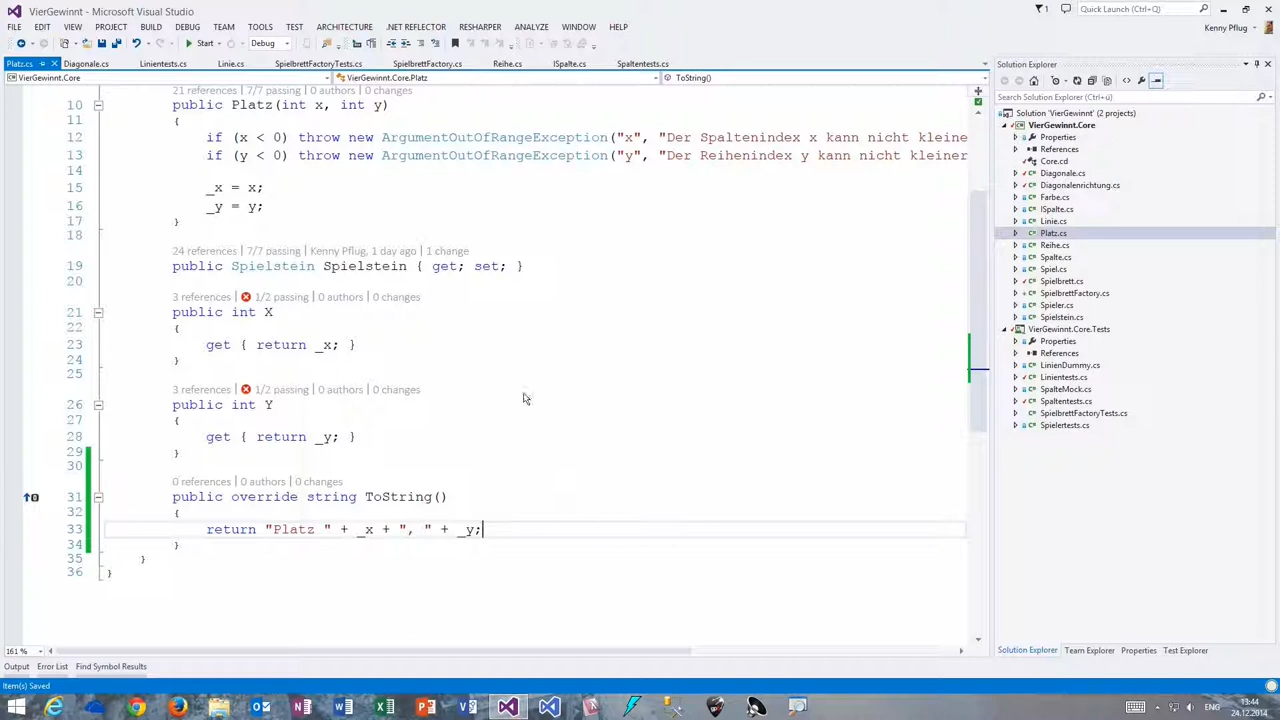 VierGewinnt - Microsoft Visual Studio
1
Quick Launch (Ctrl+Q)
FILE EDIT VIEW PROJECT BUILD DEBUG TEAM TOOLS TEST ARCHITECTURE .NET REFLECTOR RESHARPER ANALYZE WINDOW HELP
Kenny Pflug
Start Debug
Platz.cs Diagonale.cs Linientests.cs Linie.cs SpielbrettFactoryTests.cs SpielbrettFactory.cs Reihe.cs ISpalte.cs Spaltentests.cs
VierGewinnt.Core VierGewinnt.Core.Platz ToString()
21 references | 7/7 passing | 0 authors | 0 changes
10 public Platz(int x, int y)
11 {
12 if (x < 0) throw new ArgumentOutOfRangeException("x", "Der Spaltenindex x kann nicht kleine
13 if (y < 0) throw new ArgumentOutOfRangeException("y", "Der Reihenindex y kann nicht kleiner
14
15 _x = x;
16 _y = y;
17 }
18
24 references | 7/7 passing | Kenny Pflug, 1 day ago | 1 change
19 public Spielstein Spielstein { get; set; }
20
3 references | 1/2 passing | 0 authors | 0 changes
21 public int X
22 {
23 get { return _x; }
24 }
25
3 references | 1/2 passing | 0 authors | 0 changes
26 public int Y
27 {
28 get { return _y; }
29 }
30
0 references | 0 authors | 0 changes
31 public override string ToString()
32 {
33 return "Platz " + _x + ", " + _y;
34 }
35 }
36 }
161 %
Solution Explorer
Search Solution Explorer (Ctrl+ü)
Solution 'VierGewinnt' (2 projects)
VierGewinnt.Core
Properties
References
Core.cd
Diagonale.cs
Diagonalenrichtung.cs
Farbe.cs
ISpalte.cs
Linie.cs
Platz.cs
Reihe.cs
Spalte.cs
Spiel.cs
Spielbrett.cs
SpielbrettFactory.cs
Spieler.cs
Spielstein.cs
VierGewinnt.Core.Tests
Properties
References
LinienDummy.cs
Linientests.cs
SpalteMock.cs
Spaltentests.cs
SpielbrettFactoryTests.cs
Spielertests.cs
Solution Explorer Team Explorer Properties Test Explorer
Output Error List Find Symbol Results
Item(s) Saved
ENG
13:44
24.12.2014